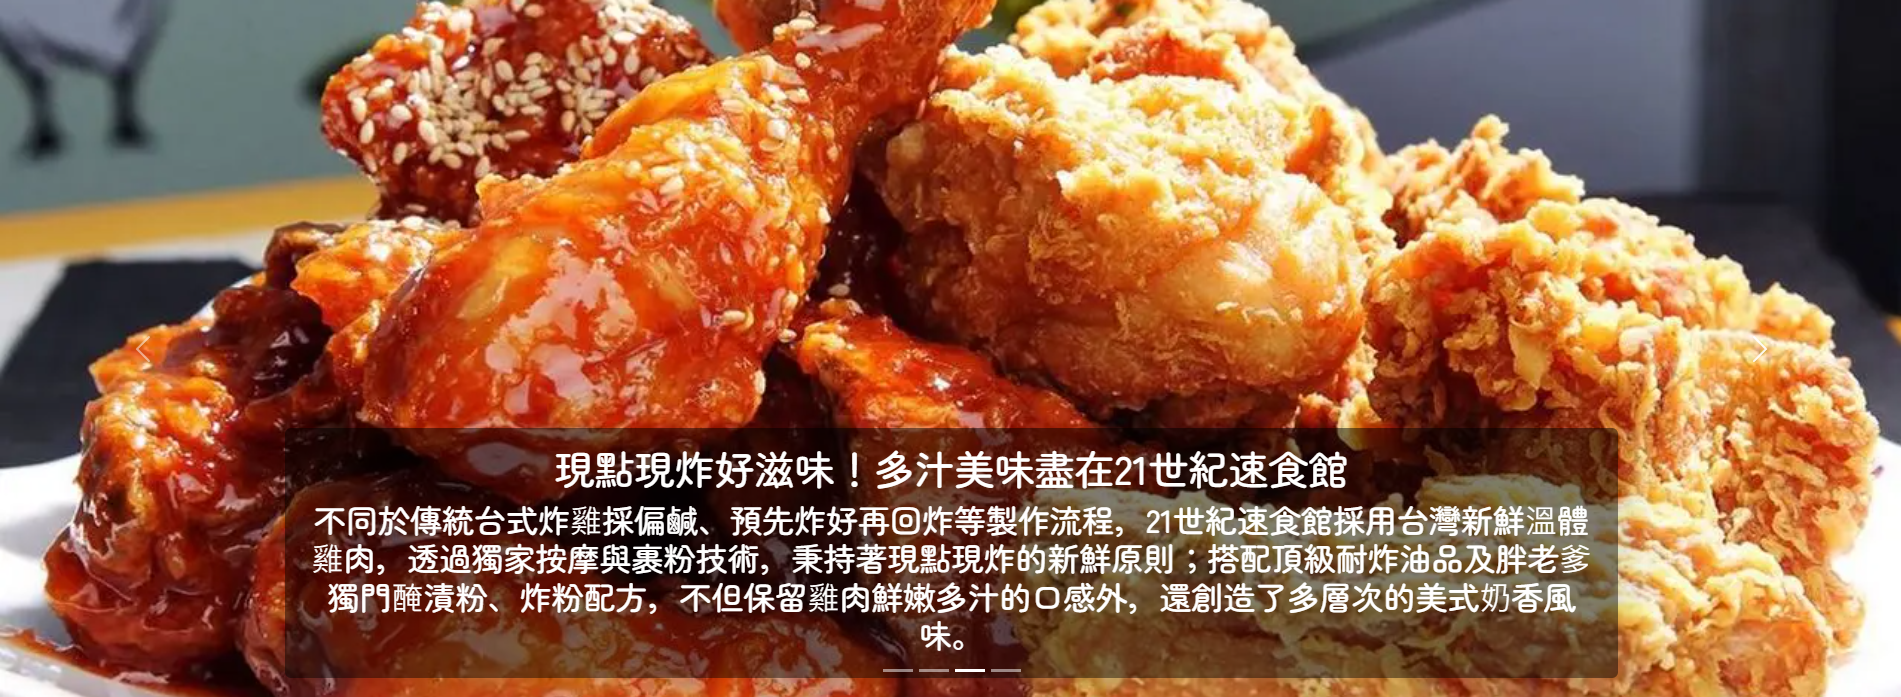 現點現炸好滋味！多汁美味盡在21世紀速食館
不同於傳統台式炸雞採偏鹹、預先炸好再回炸等製作流程，21世紀速食館採用台灣新鮮溫體
雞肉，透過獨家按摩與裹粉技術，秉持著現點現炸的新鮮原則；搭配頂級耐炸油品及胖老爹
獨門醃漬粉、炸粉配方，不但保留雞肉鮮嫩多汁的口感外，還創造了多層次的美式奶香風
味。